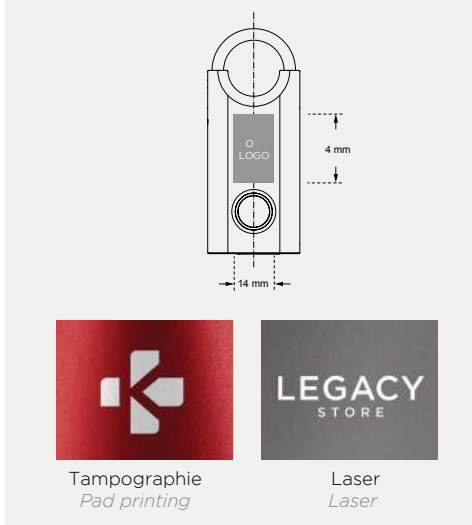 O
LOGO
4 mm
14 mm
LEGACY
STORE
Tampographie
Pad printing
Laser
Laser